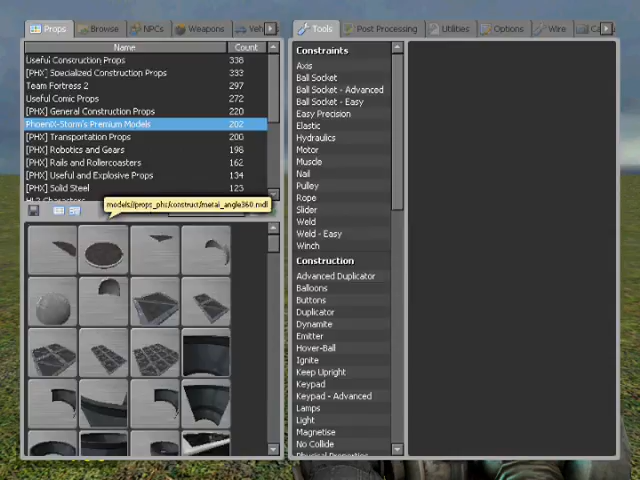 Props
Browse
NPCs
Weapons
Name
Count
Useful Construction Props 338
[PHX] Specialized Construction Props 333
Team Fortress 2 297
Useful Comic Props 272
[PHX] General Construction Props 220
PhoeniX-Storm's Premium Models 202
[PHX] Transportation Props 200
Robotics and Gears 198
[PHX] Rails and Rollercoasters 162
[PHX] Useful and Explosive Props 134
[PHX] Solid Steel 123
HL2 Characters
models//props_phx/construct/metal_angle360.mdl
Tools
Post Processing
Utilities
Options
Wire
Constraints
Axis
Ball Socket
Ball Socket - Advanced
Ball Socket - Easy
Easy Precision
Elastic
Hydraulics
Motor
Muscle
Nail
Pulley
Rope
Slider
Weld
Weld - Easy
Winch
Construction
Advanced Duplicator
Balloons
Buttons
Duplicator
Dynamite
Emitter
Hover-Ball
Ignite
Keep Upright
Keypad
Keypad - Advanced
Lamps
Light
Magnetise
No Collide
Physical Properties